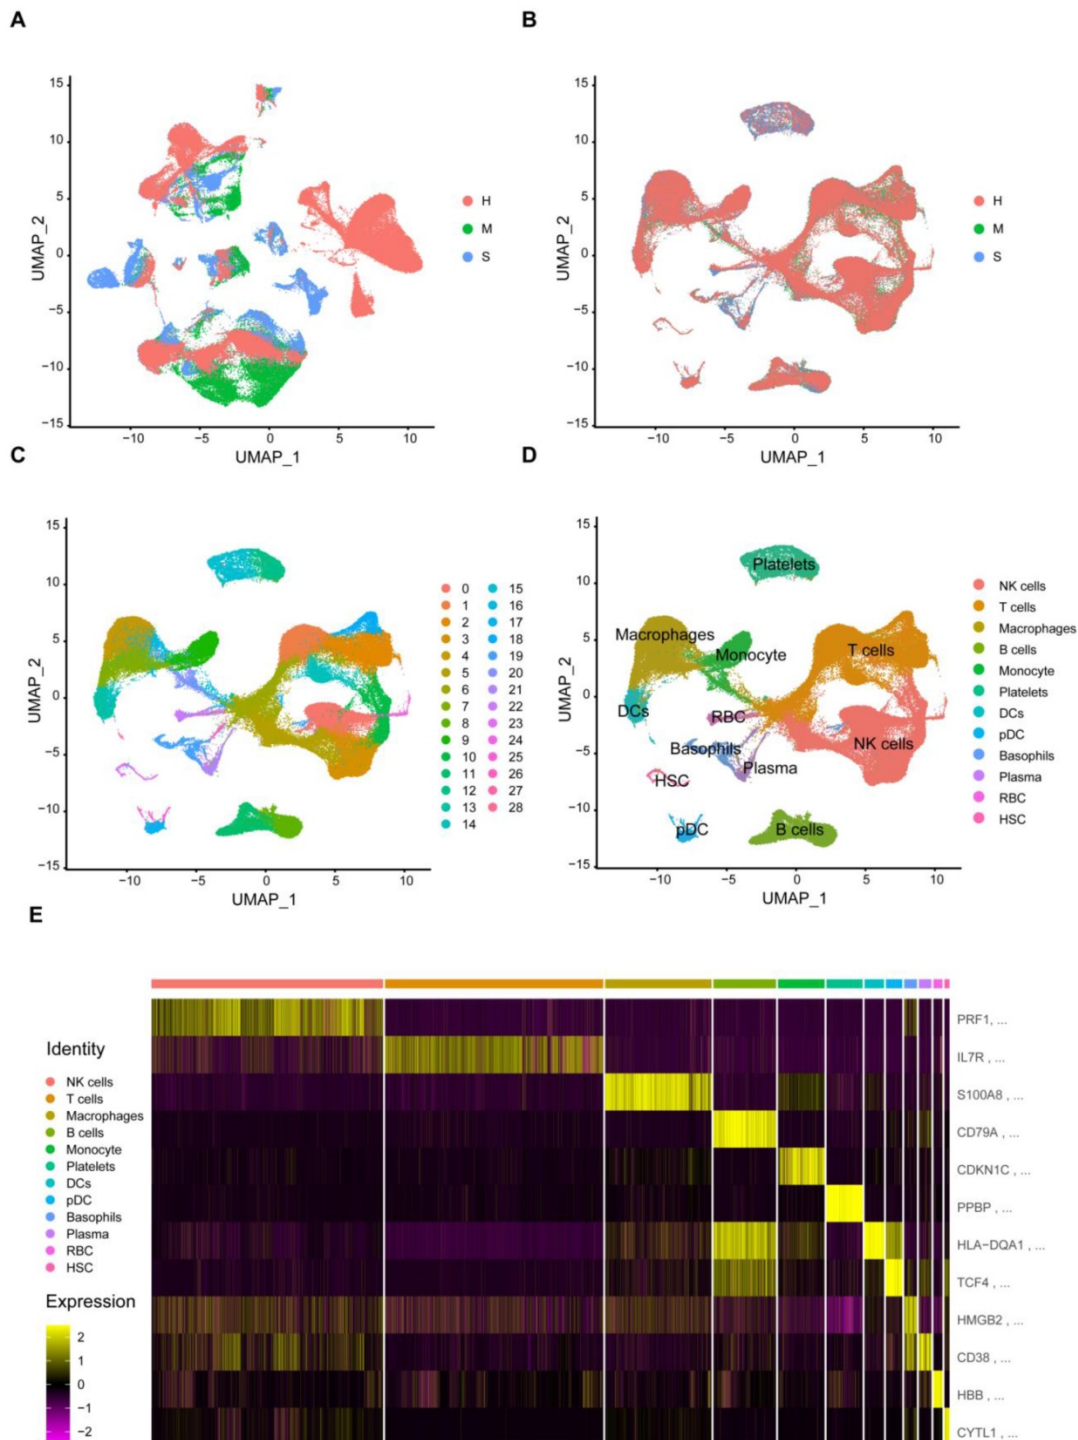 A
B
15
10
5
0
−5
−10
−15
UMAP_2
−10
−5
0
5
10
UMAP_1
H
M
S
15
10
5
0
−5
−10
−15
UMAP_2
−10
−5
0
5
10
UMAP_1
H
M
S
C
D
15
10
5
0
−5
−10
−15
UMAP_2
−10
−5
0
5
10
UMAP_1
0 15
1 16
2 17
3 18
4 19
5 20
6 21
7 22
8 23
9 24
10 25
11 26
12 27
13 28
14
15
10
5
0
−5
−10
−15
UMAP_2
−10
−5
0
5
10
UMAP_1
Platelets
Macrophages
Monocyte
T cells
DCs
RBC
Basophils
NK cells
Plasma
HSC
pDC
B cells
NK cells
T cells
Macrophages
B cells
Monocyte
Platelets
DCs
pDC
Basophils
Plasma
RBC
HSC
E
Identity
NK cells
T cells
Macrophages
B cells
Monocyte
Platelets
DCs
pDC
Basophils
Plasma
RBC
HSC
Expression
2
1
0
−1
−2
PRF1, ...
IL7R , ...
S100A8 , ...
CD79A , ...
CDKN1C , ...
PPBP , ...
HLA−DQA1 , ...
TCF4 , ...
HMGB2 , ...
CD38 , ...
HBB , ...
CYTL1 , ...